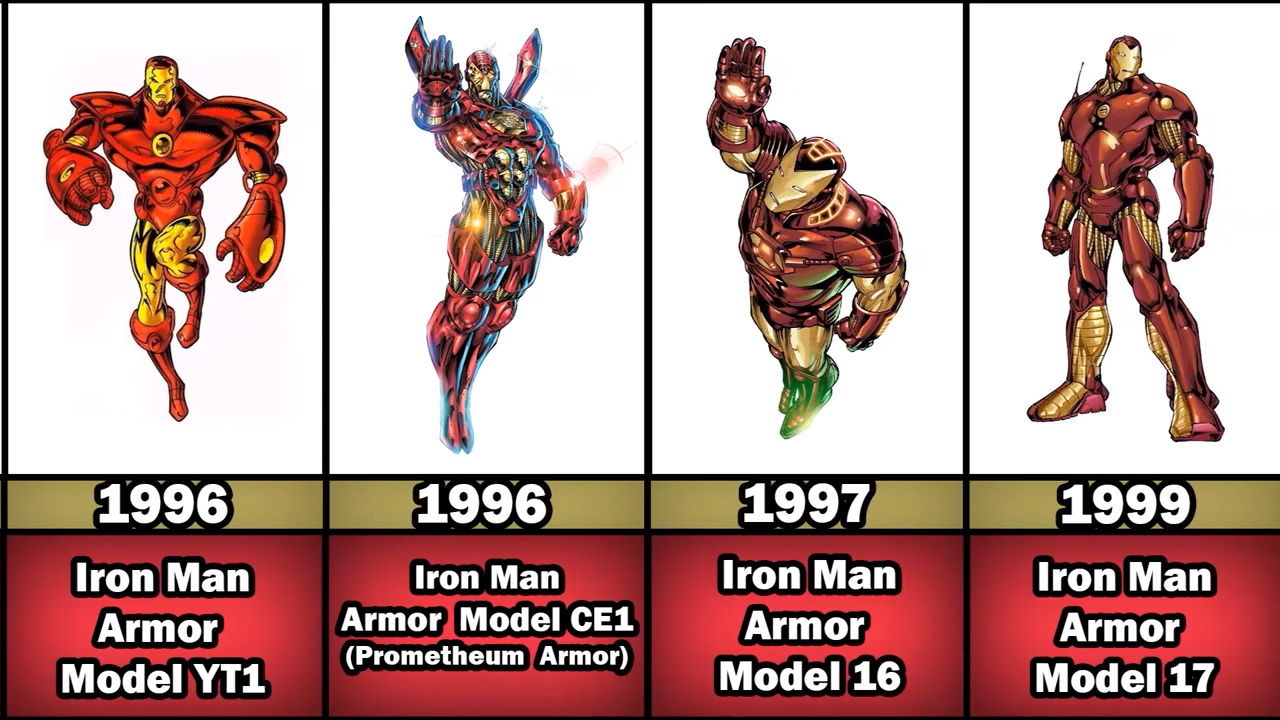 1996
Iron Man
Armor
Model YT1
1996
Iron Man
Armor Model CE1
(Prometheum Armor)
1997
Iron Man
Armor
Model 16
1999
Iron Man
Armor
Model 17